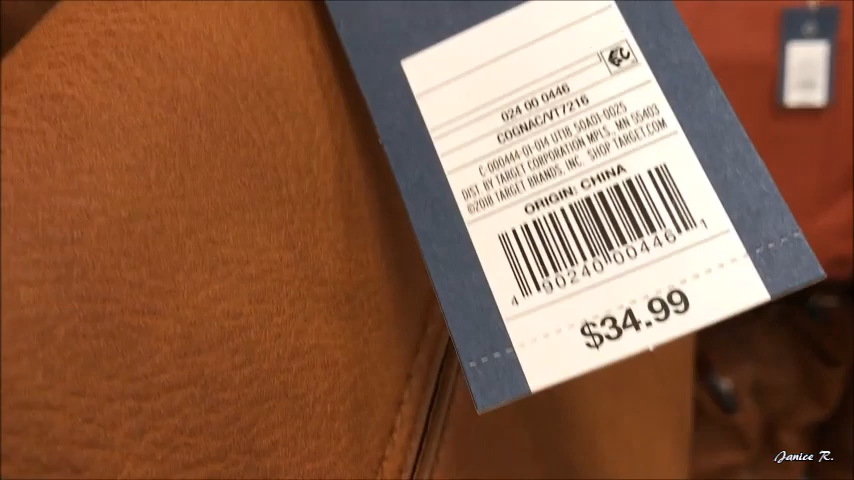 024 00 0446
COGNAC/VT7216
C-000444 01-014 UT18 50A01-0025
DIST. BY TARGET CORPORATION MPLS., MN 55403
©2018 TARGET BRANDS, INC. SHOP TARGET.COM
ORIGIN: CHINA
4 90240 00446 1
$34.99
Janice R.